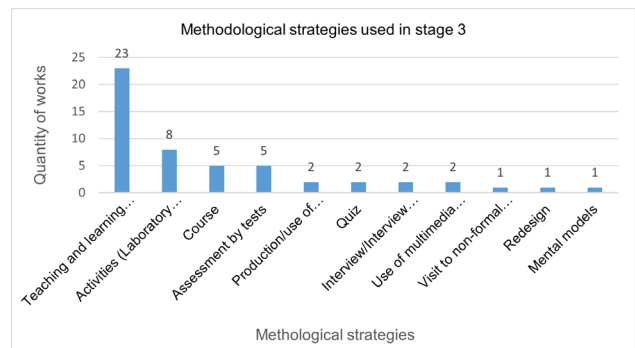 Methodological strategies used in stage 3
Quantity of works
25
20
15
10
5
0
23
8
5
5
2
2
2
2
1
1
1
Teaching and learning...
Activities (Laboratory...
Course
Assessment by tests
Production/use of...
Quiz
Interview/Interview...
Use of multimedia...
Visit to non-formal...
Redesign
Mental models
Methological strategies